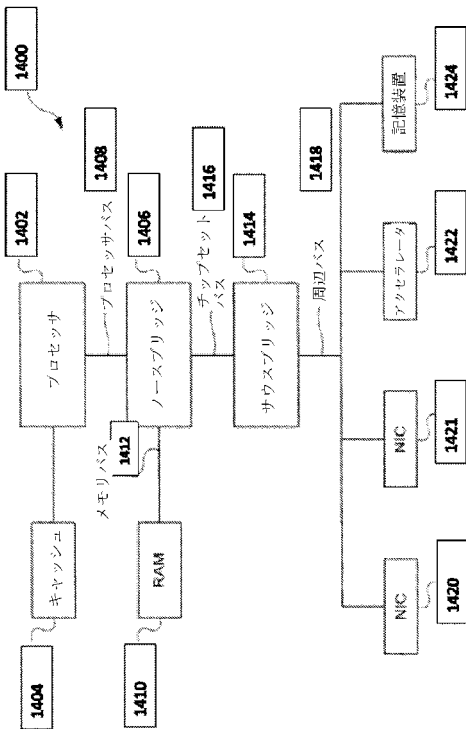 1400
1402
プロセッサ
キャッシュ
1404
1408
プロセッサバス
1406
ノースブリッジ
メモリバス
1412
RAM
1410
1416
チップセット
バス
1414
サウスブリッジ
1418
周辺バス
NIC
1420
NIC
1421
アクセラレータ
1422
記憶装置
1424